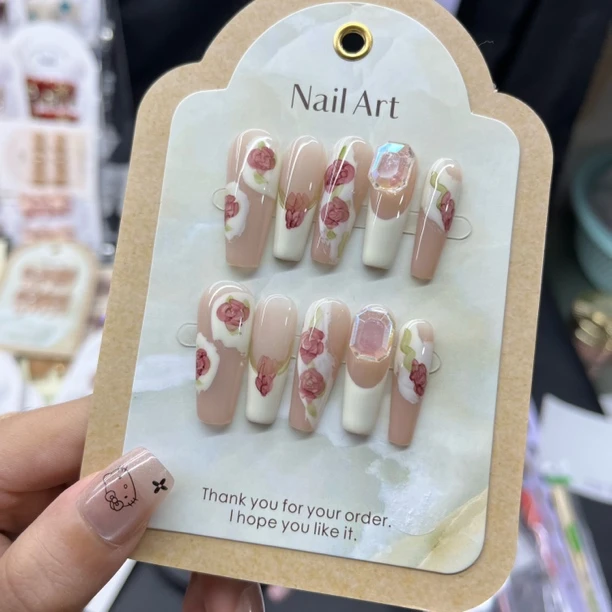 Nail Art
Thank you for your order.
I hope you like it.